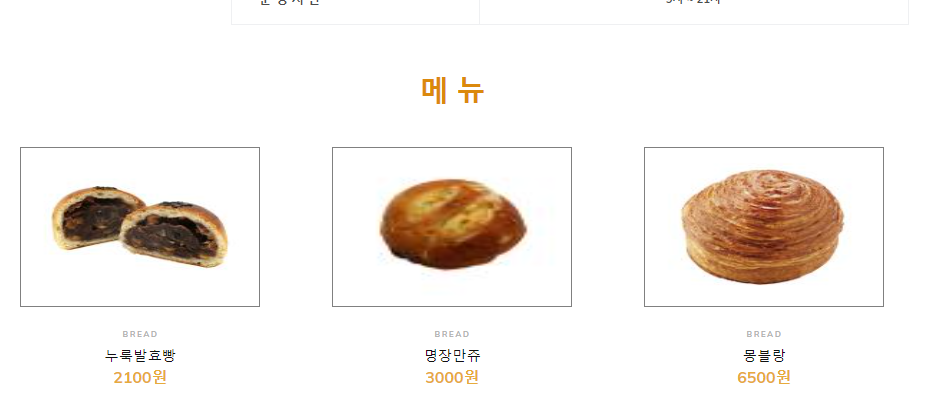 메 뉴
BREAD
누룩발효빵
2100원
BREAD
명장만쥬
3000원
BREAD
몽블랑
6500원